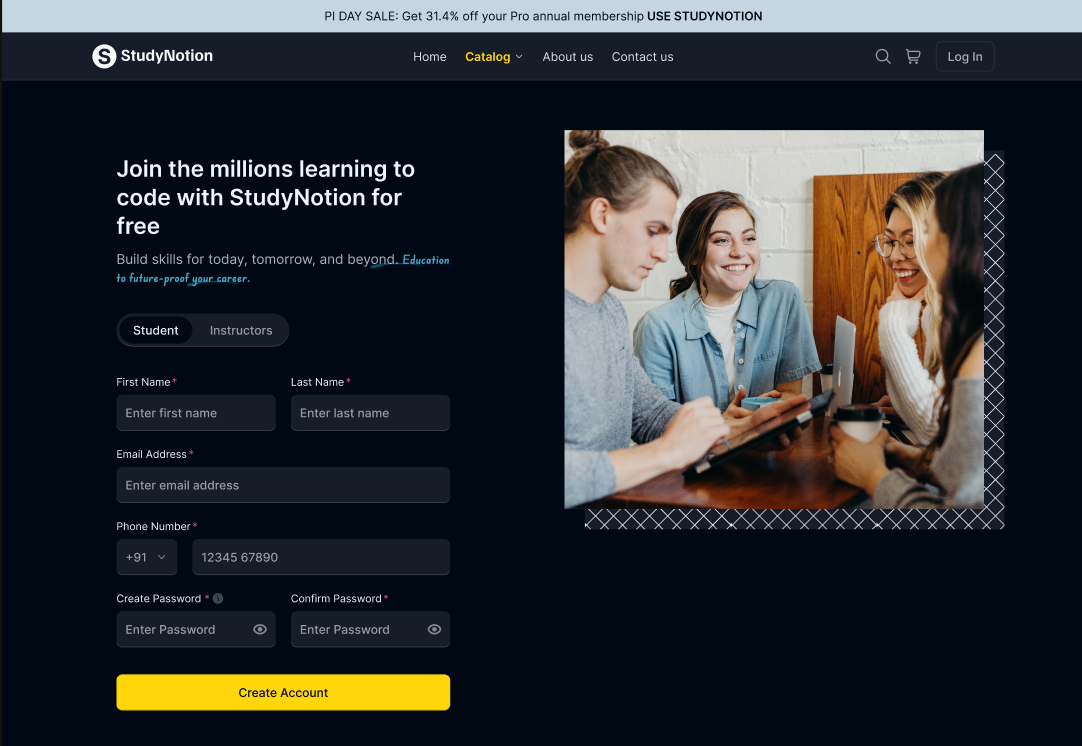 PI DAY SALE: Get 31.4% off your Pro annual membership USE STUDYNOTION
S StudyNotion
Home Catalog About us Contact us
Log In
Join the millions learning to
code with StudyNotion for
free
Build skills for today, tomorrow, and beyond. Education
to future-proof your career.
Student Instructors
First Name* Last Name*
Enter first name Enter last name
Email Address*
Enter email address
Phone Number*
+91 12345 67890
Create Password * i Confirm Password*
Enter Password Enter Password
Create Account